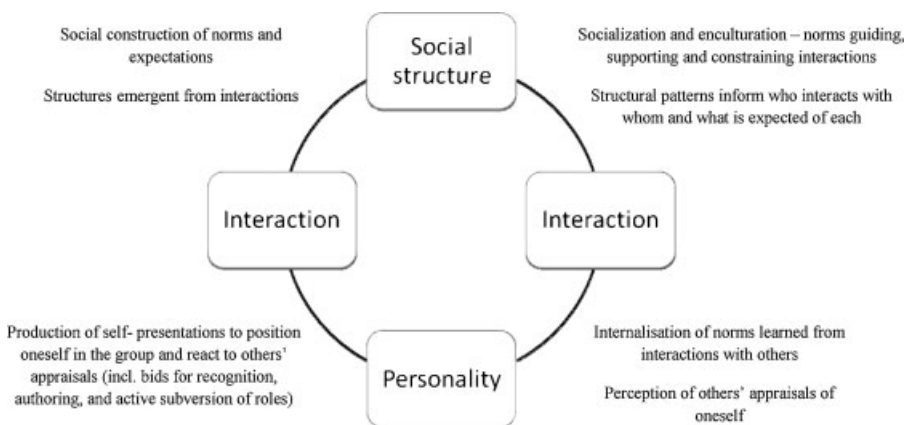 Social construction of norms and
expectations
Structures emergent from interactions
Social
structure
Socialization and enculturation – norms guiding,
supporting and constraining interactions
Structural patterns inform who interacts with
whom and what is expected of each
Interaction
Interaction
Production of self- presentations to position
oneself in the group and react to others'
appraisals (incl. bids for recognition,
authoring, and active subversion of roles)
Personality
Internalisation of norms learned from
interactions with others
Perception of others' appraisals of
oneself